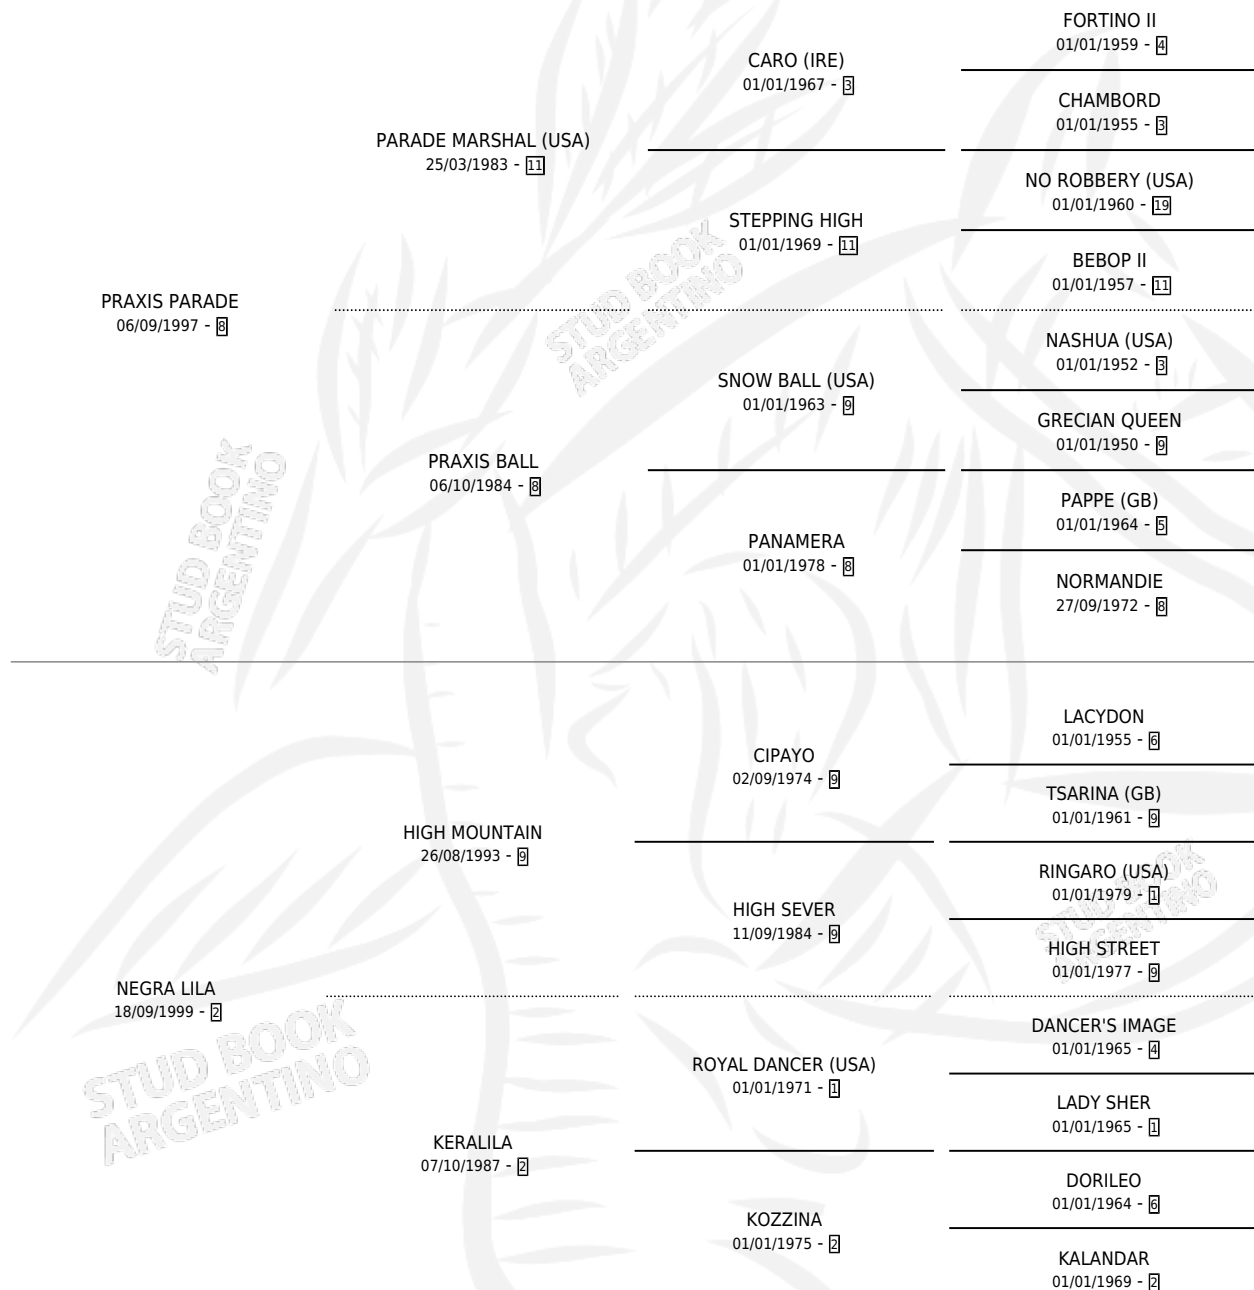 FORTINO II
01/01/1959 - 4
CARO (IRE)
01/01/1967 - 3
CHAMBORD
01/01/1955 - 3
PARADE MARSHAL (USA)
25/03/1983 - 11
NO ROBBERY (USA)
01/01/1960 - 19
STEPPING HIGH
01/01/1969 - 11
BEBOP II
01/01/1957 - 11
PRAXIS PARADE
06/09/1997 - 8
STUD BOOK
ARGENTINO
NASHUA (USA)
01/01/1952 - 3
SNOW BALL (USA)
01/01/1963 - 9
GRECIAN QUEEN
01/01/1950 - 9
PRAXIS BALL
06/10/1984 - 8
PAPPE (GB)
01/01/1964 - 5
PANAMERA
01/01/1978 - 8
NORMANDIE
27/09/1972 - 8
STUD BOOK
ARGENTINO
LACYDON
01/01/1955 - 6
CIPAYO
02/09/1974 - 9
TSARINA (GB)
01/01/1961 - 9
HIGH MOUNTAIN
26/08/1993 - 9
RINGARO (USA)
01/01/1979 - 1
HIGH SEVER
11/09/1984 - 9
HIGH STREET
01/01/1977 - 9
STUD BOOK
ARGENTINO
NEGRA LILA
18/09/1999 - 2
DANCER'S IMAGE
01/01/1965 - 4
ROYAL DANCER (USA)
01/01/1971 - 1
LADY SHER
01/01/1965 - 1
STUD BOOK
ARGENTINO
KERALILA
07/10/1987 - 2
DORILEO
01/01/1964 - 6
KOZZINA
01/01/1975 - 2
KALANDAR
01/01/1969 - 2